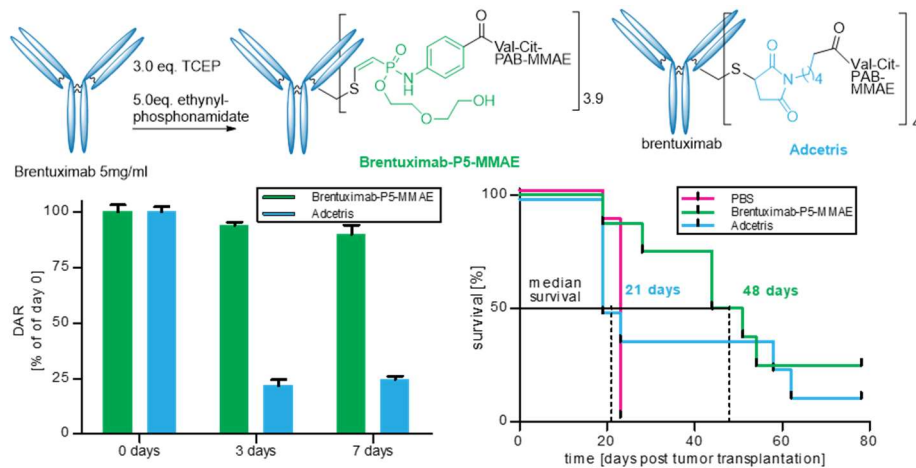 3.0 eq. TCEP
5.0eq. ethynyl-
phosphonamidate
Brentuximab 5mg/ml
S
O
P
N
H
O
O
OH
O
Val-Cit-
PAB-MMAE
3.9
Brentuximab-P5-MMAE
brentuximab
S
O
N
O
4
O
Val-Cit-
PAB-
MMAE
4
Adcetris
DAR
[% of of day 0]
100
75
50
25
0
0 days
3 days
7 days
Brentuximab-P5-MMAE
Adcetris
survival [%]
100
50
0
0
20
40
60
80
time [days post tumor transplantation]
PBS
Brentuximab-P5-MMAE
Adcetris
median
survival
21 days
48 days